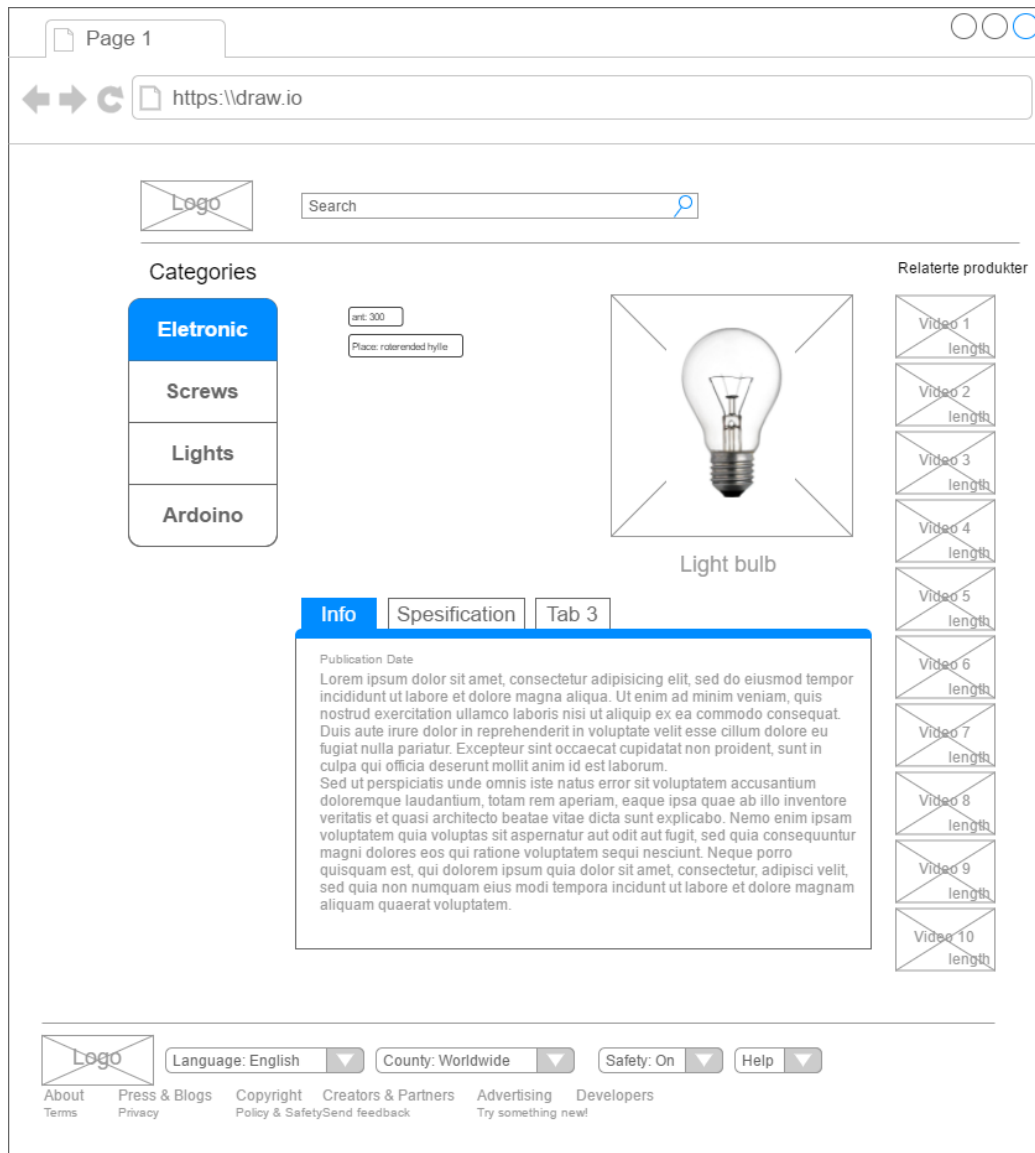 Page 1
https:\\draw.io
Logo
Search
Categories
Relaterte produkter
Eletronic
Screws
Lights
Ardoino
ant: 300
Place: roterended hylle
Light bulb
Video 1
length
Video 2
length
Video 3
length
Video 4
length
Video 5
length
Video 6
length
Video 7
length
Video 8
length
Video 9
length
Video 10
length
Info Spesification Tab 3
Publication Date
Lorem ipsum dolor sit amet, consectetur adipisicing elit, sed do eiusmod tempor
incididunt ut labore et dolore magna aliqua. Ut enim ad minim veniam, quis
nostrud exercitation ullamco laboris nisi ut aliquip ex ea commodo consequat.
Duis aute irure dolor in reprehenderit in voluptate velit esse cillum dolore eu
fugiat nulla pariatur. Excepteur sint occaecat cupidatat non proident, sunt in
culpa qui officia deserunt mollit anim id est laborum.
Sed ut perspiciatis unde omnis iste natus error sit voluptatem accusantium
doloremque laudantium, totam rem aperiam, eaque ipsa quae ab illo inventore
veritatis et quasi architecto beatae vitae dicta sunt explicabo. Nemo enim ipsam
voluptatem quia voluptas sit aspernatur aut odit aut fugit, sed quia consequuntur
magni dolores eos qui ratione voluptatem sequi nesciunt. Neque porro
quisquam est, qui dolorem ipsum quia dolor sit amet, consectetur, adipisci velit,
sed quia non numquam eius modi tempora incidunt ut labore et dolore magnam
aliquam quaerat voluptatem.
Logo
Language: English County: Worldwide Safety: On Help
About Press & Blogs Copyright Creators & Partners Advertising Developers
Terms Privacy Policy & Safety Send feedback Try something new!